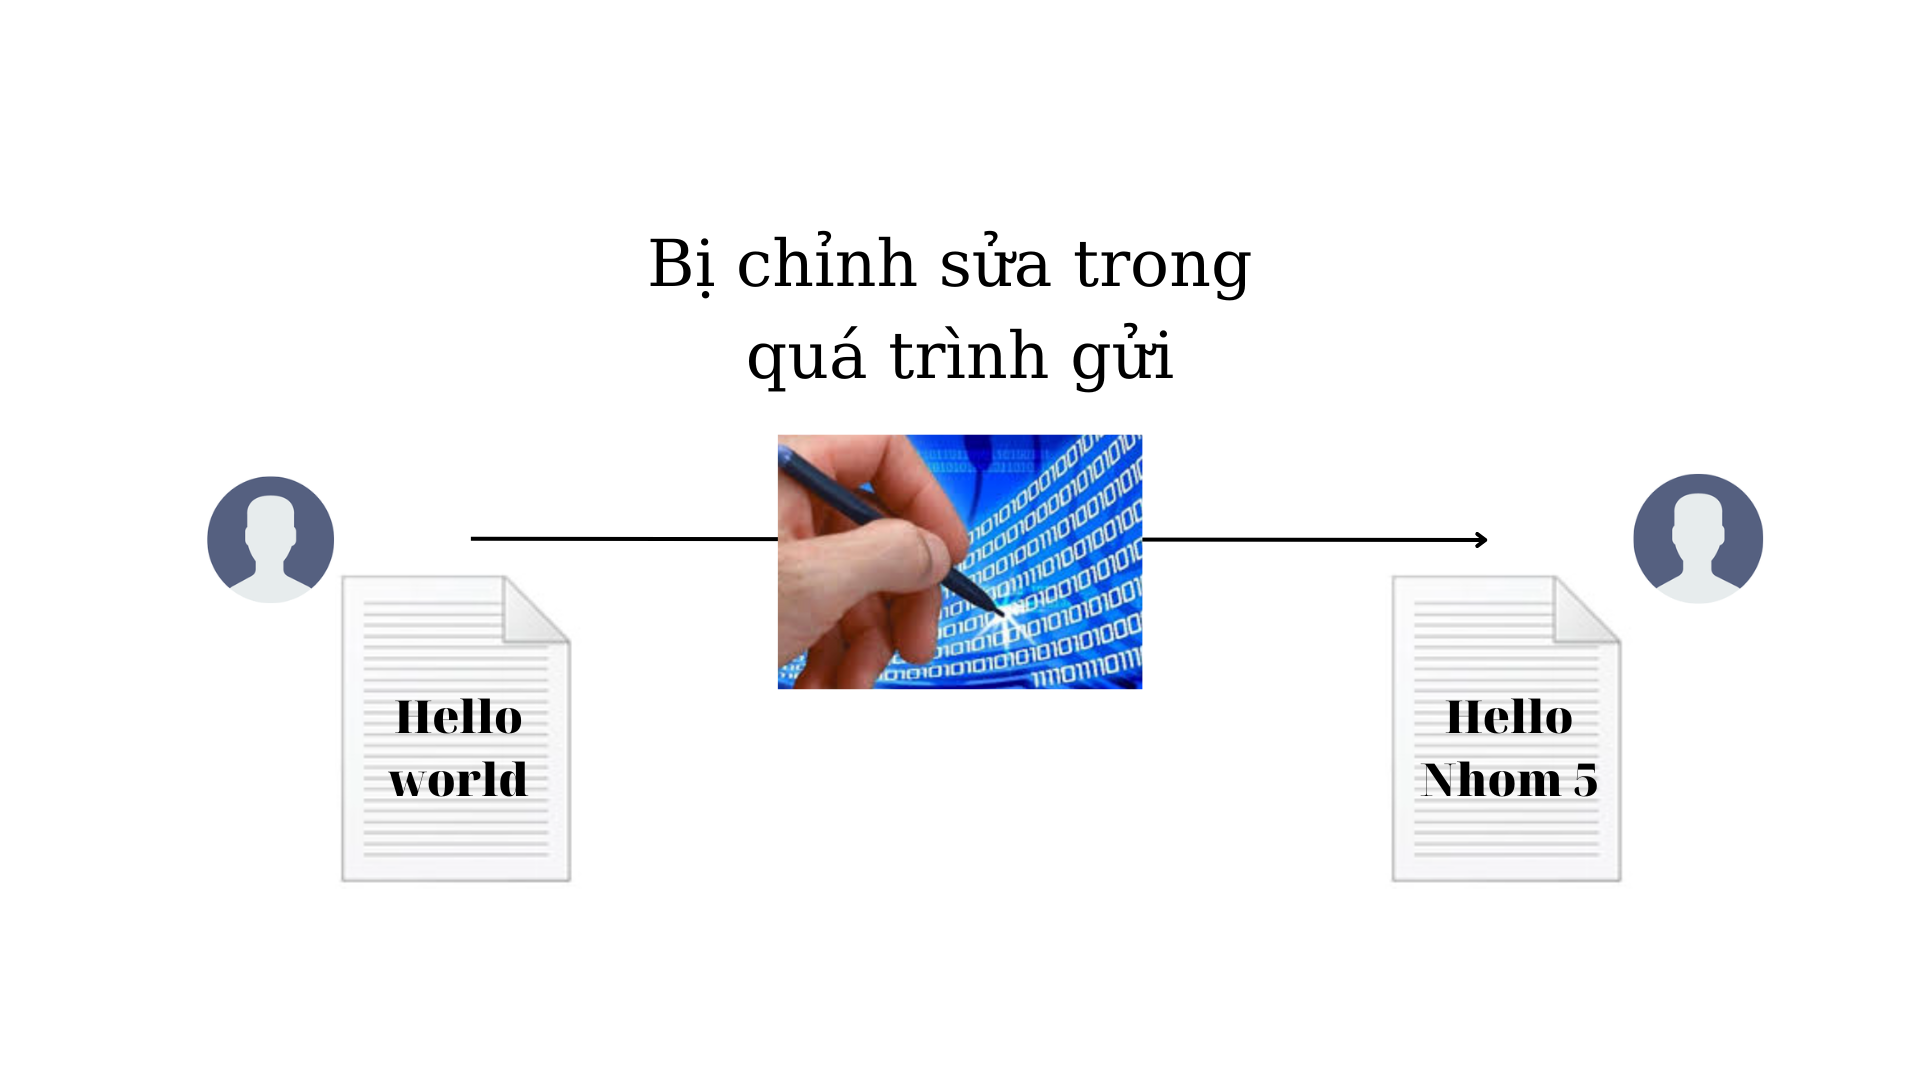 Bị chỉnh sửa trong
quá trình gửi
Hello
world
Hello
Nhom 5